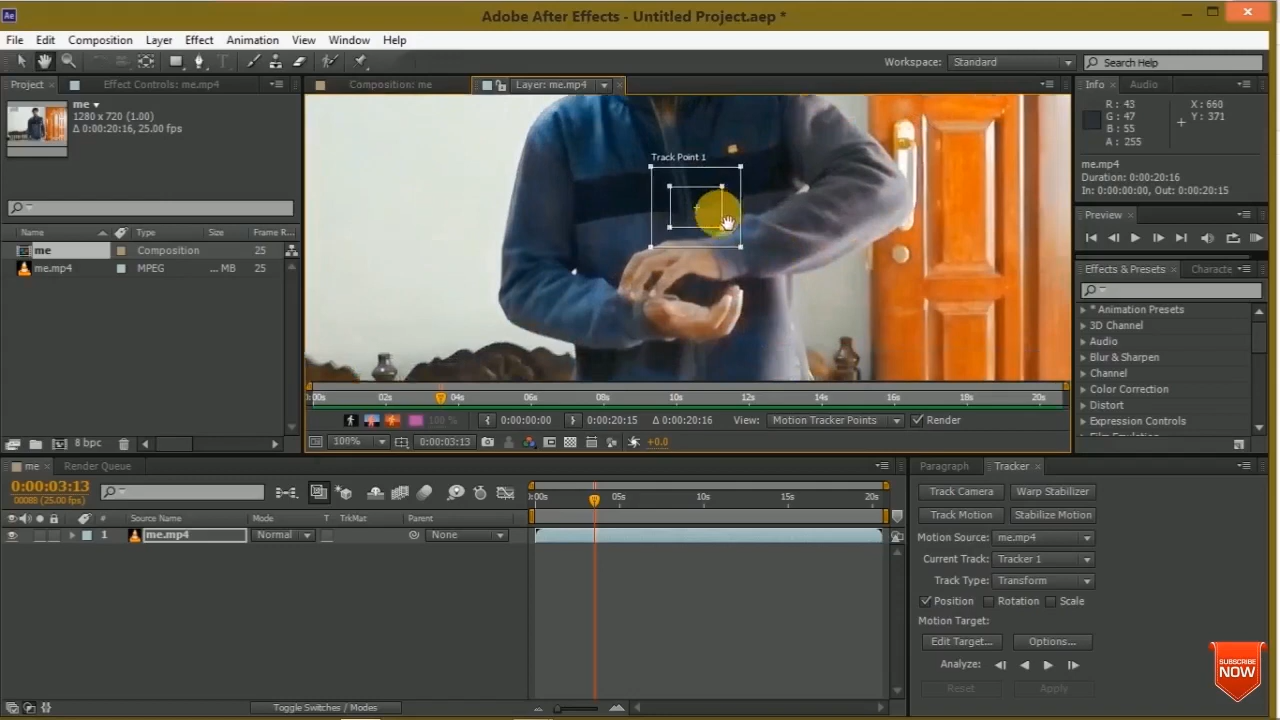 Ae
Adobe After Effects - Untitled Project.aep *
File Edit Composition Layer Effect Animation View Window Help
Workspace: Standard
Search Help
Project
Effect Controls: me.mp4
Composition: me
Layer: me.mp4
Info
Audio
me
1280 x 720 (1.00)
Δ 0:00:20:16, 25.00 fps
R : 43
G : 47
B : 55
A : 255
X : 660
Y : 371
me.mp4
Duration: 0:00:20:16
In: 0:00:00:00, Out: 0:00:20:15
Track Point 1
Preview
Name Type Size Frame R...
me Composition 25
me.mp4 MPEG ... MB 25
Effects & Presets
Characte
* Animation Presets
3D Channel
Audio
Blur & Sharpen
Channel
Color Correction
Distort
Expression Controls
:00s 02s 04s 06s 08s 10s 12s 14s 16s 18s 20s
100 % 0:00:00:00 0:00:20:15 Δ 0:00:20:16 View: Motion Tracker Points Render
8 bpc
100% 0:00:03:13 +0.0
me
Render Queue
0:00:03:13
00088 (25.00 fps)
:00s 05s 10s 15s 20s
# Source Name Mode T TrkMat Parent
1 me.mp4 Normal None
Toggle Switches / Modes
Paragraph
Tracker
Track Camera
Warp Stabilizer
Track Motion
Stabilize Motion
Motion Source: me.mp4
Current Track: Tracker 1
Track Type: Transform
Position Rotation Scale
Motion Target:
Edit Target...
Options...
Analyze:
Reset
Apply
SUBSCRIBE
NOW